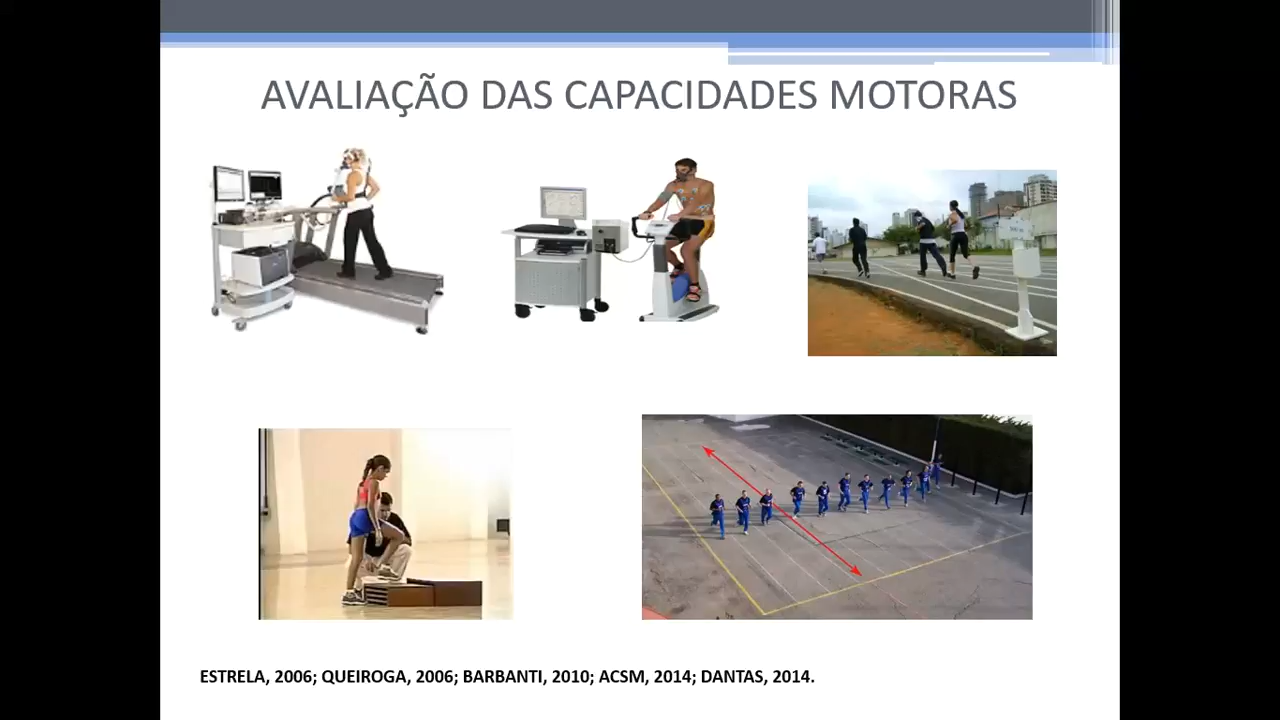 AVALIAÇÃO DAS CAPACIDADES MOTORAS
ESTRELA, 2006; QUEIROGA, 2006; BARBANTI, 2010; ACSM, 2014; DANTAS, 2014.